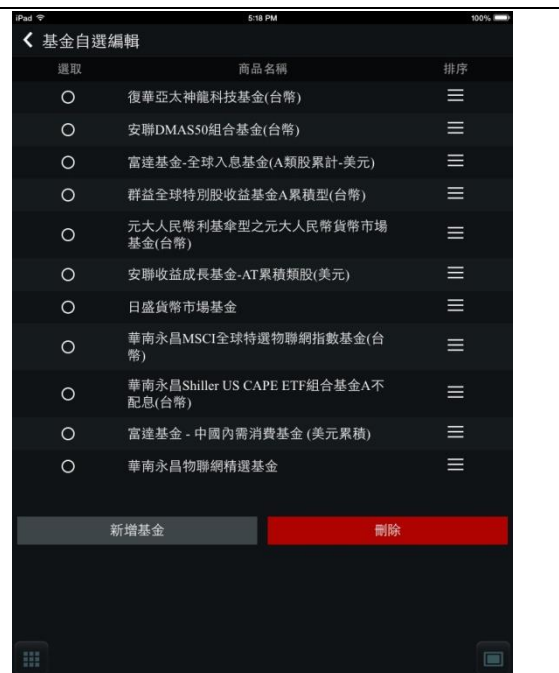 iPad 5:18 PM 100%
基金自選編輯
選取 商品名稱 排序
復華亞太神龍科技基金(台幣)
安聯DMAS50組合基金(台幣)
富達基金-全球入息基金(A類股累計-美元)
群益全球特別股收益基金A累積型(台幣)
元大人民幣利基傘型之元大人民幣貨幣市場
基金(台幣)
安聯收益成長基金-AT累積類股(美元)
日盛貨幣市場基金
華南永昌MSCI全球特選物聯網指數基金(台
幣)
華南永昌Shiller US CAPE ETF組合基金A不
配息(台幣)
富達基金 - 中國內需消費基金 (美元累積)
華南永昌物聯網精選基金
新增基金 刪除